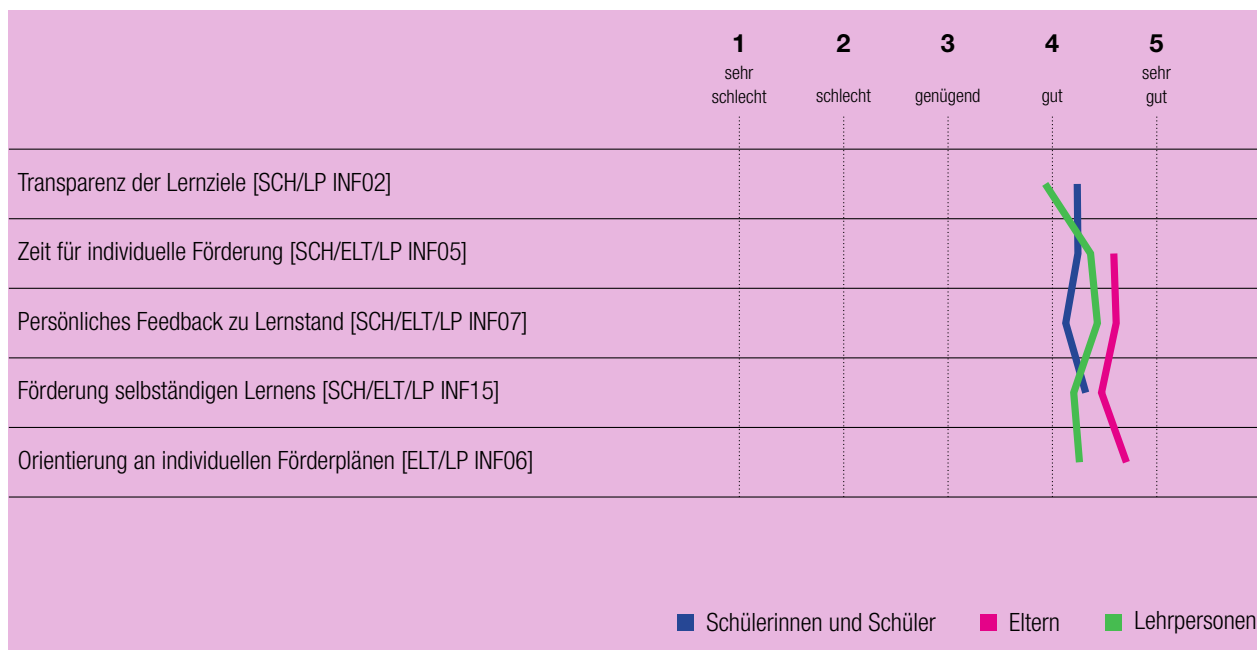 1 2 3 4 5
sehr schlecht schlecht genügend gut sehr gut
Transparenz der Lernziele [SCH/LP INF02]
Zeit für individuelle Förderung [SCH/ELT/LP INF05]
Persönliches Feedback zu Lernstand [SCH/ELT/LP INF07]
Förderung selbständigen Lernens [SCH/ELT/LP INF15]
Orientierung an individuellen Förderplänen [ELT/LP INF06]
Schülerinnen und Schüler Eltern Lehrpersonen